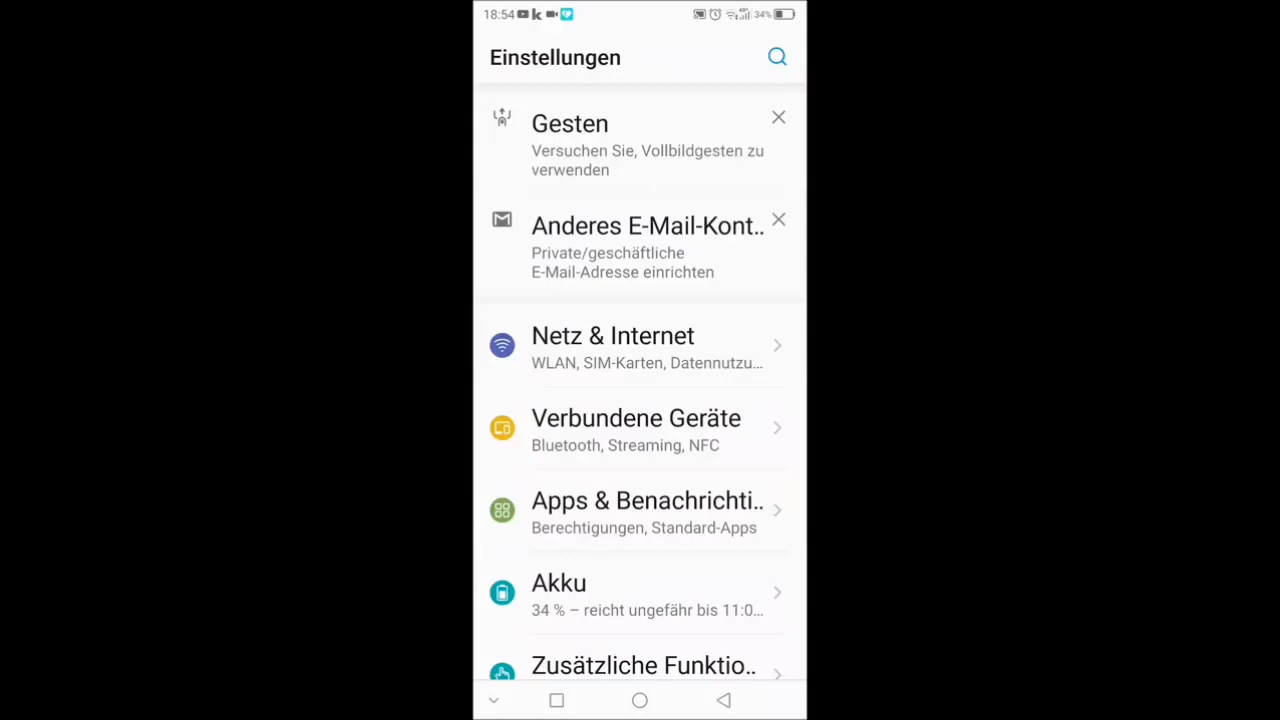 18:54 34%
Einstellungen
Gesten
Versuchen Sie, Vollbildgesten zu
verwenden
Anderes E-Mail-Kont..
Private/geschäftliche
E-Mail-Adresse einrichten
Netz & Internet
WLAN, SIM-Karten, Datennutzu...
Verbundene Geräte
Bluetooth, Streaming, NFC
Apps & Benachrichti..
Berechtigungen, Standard-Apps
Akku
34 % – reicht ungefähr bis 11:0...
Zusätzliche Funktio..